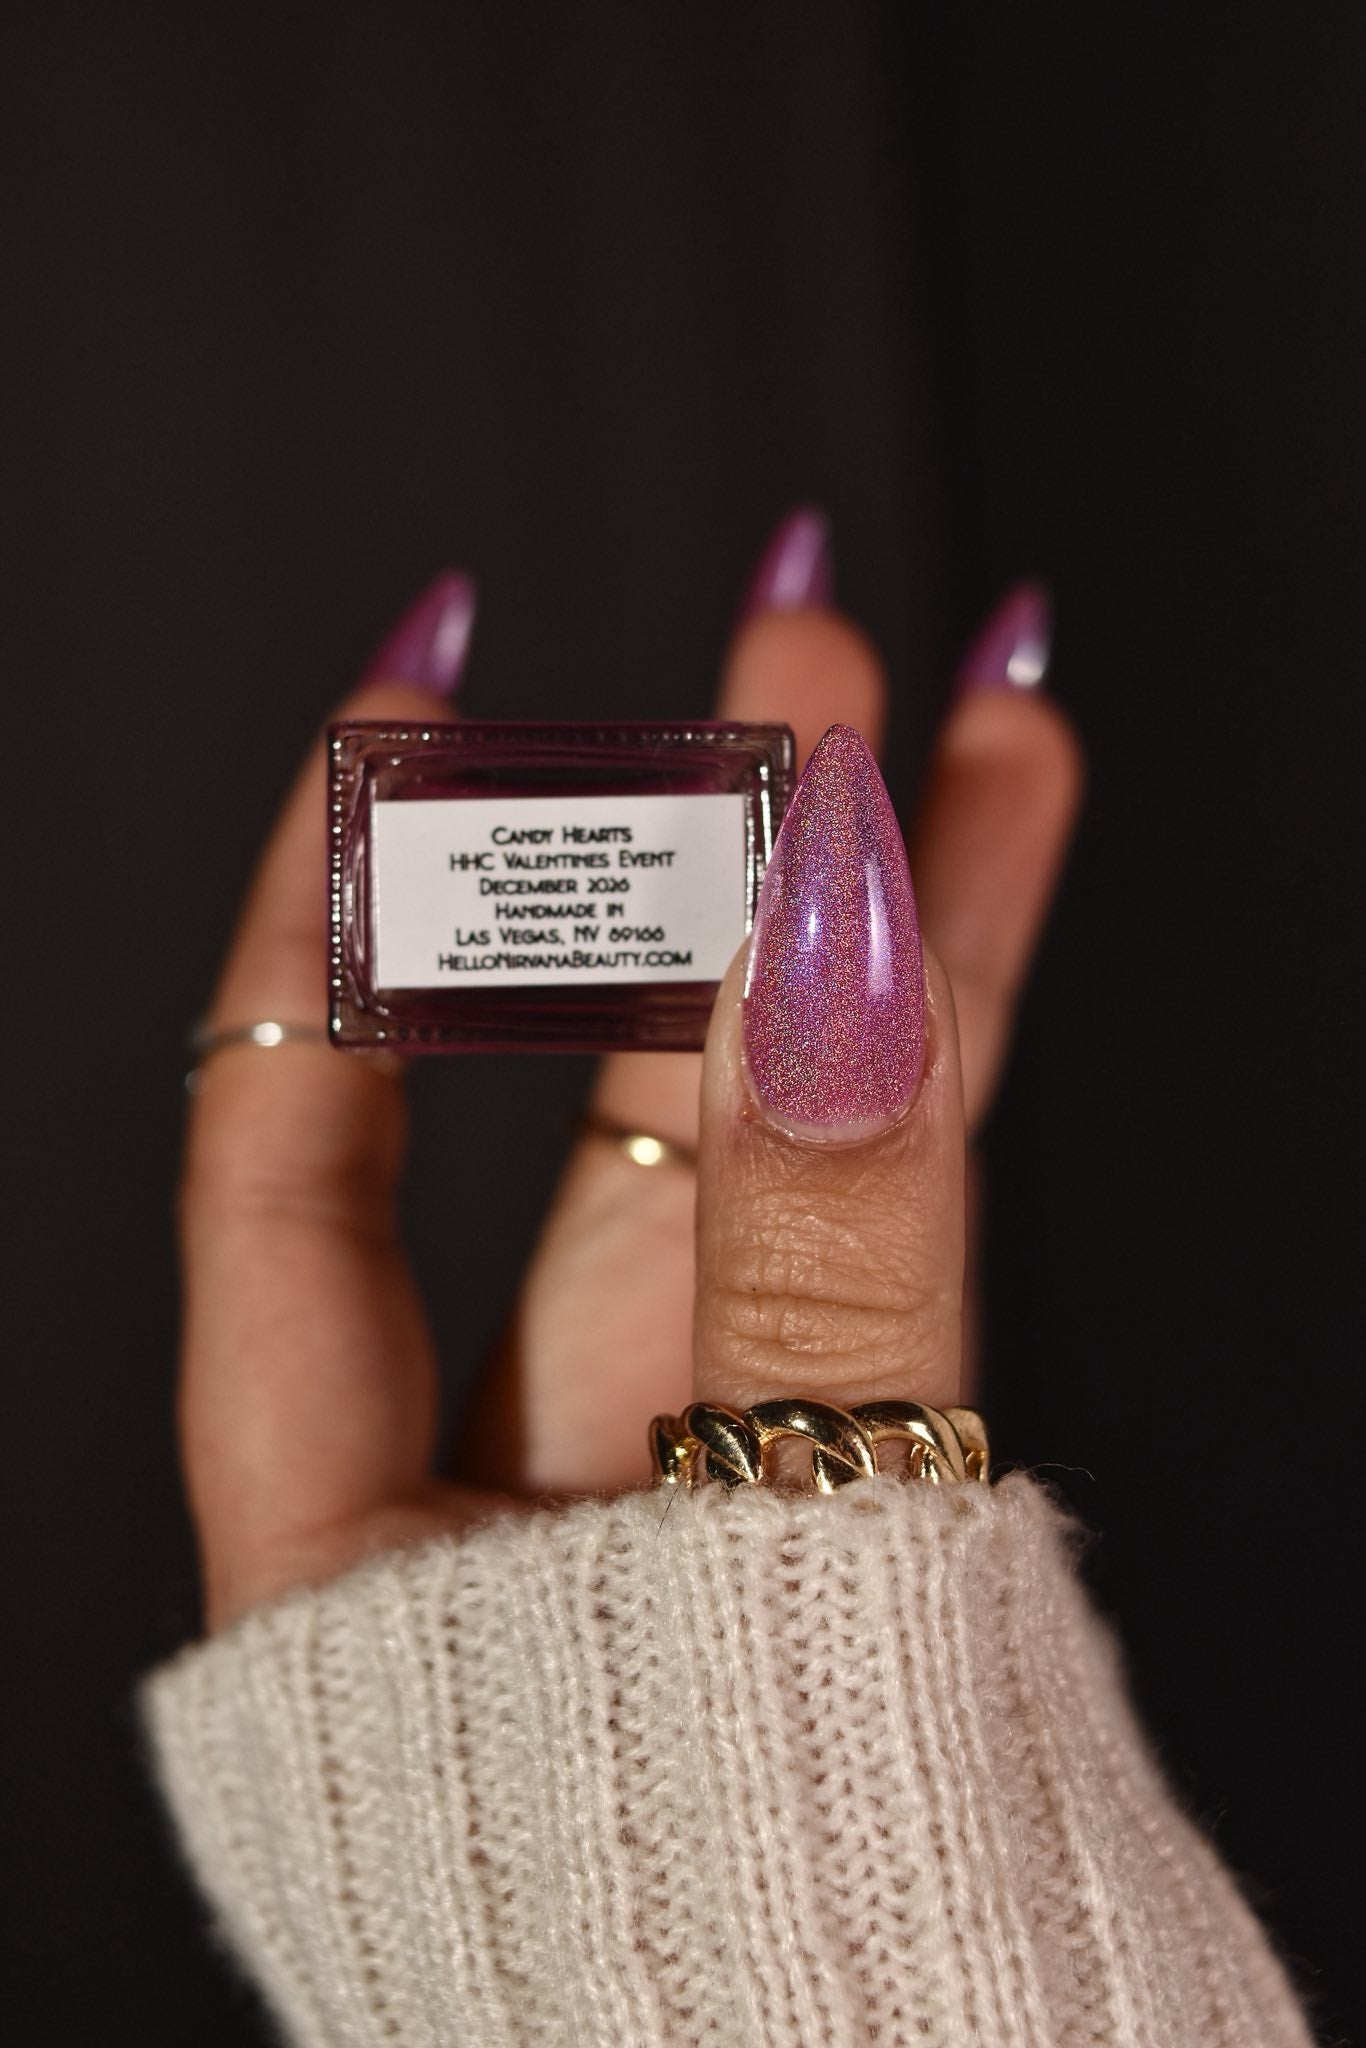 Candy Hearts
HHC Valentines Event
December 2026
Handmade in
Las Vegas, NV 89166
HelloNirvanaBeauty.com